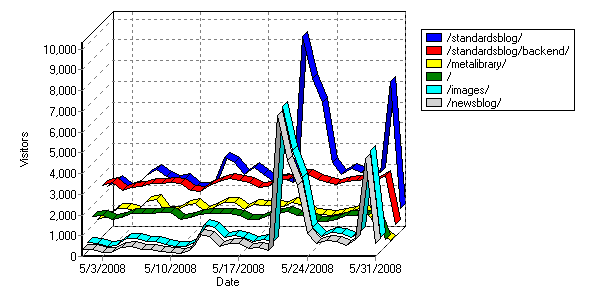 10,000
9,000
8,000
7,000
6,000
5,000
4,000
3,000
2,000
1,000
0
Visitors
5/3/2008 5/10/2008 5/17/2008 5/24/2008 5/31/2008
Date
/standardsblog/
/standardsblog/backend/
/metalibrary/
/
/images/
/newsblog/